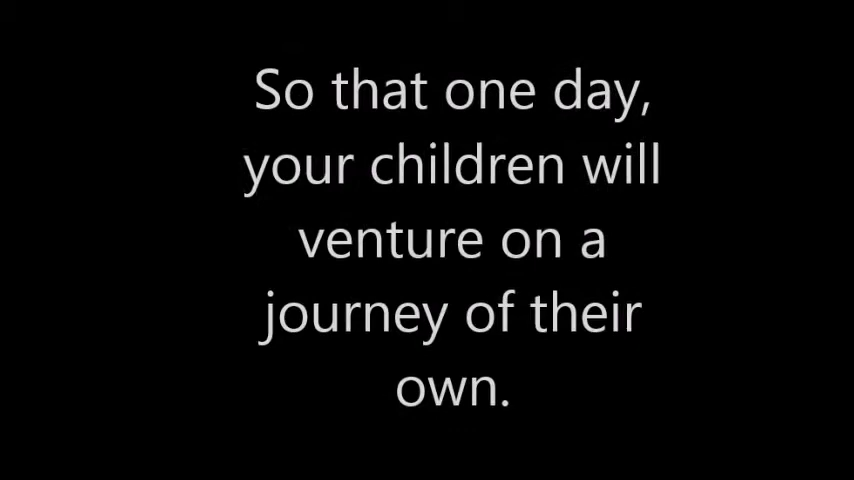 So that one day,
your children will
venture on a
journey of their
own.